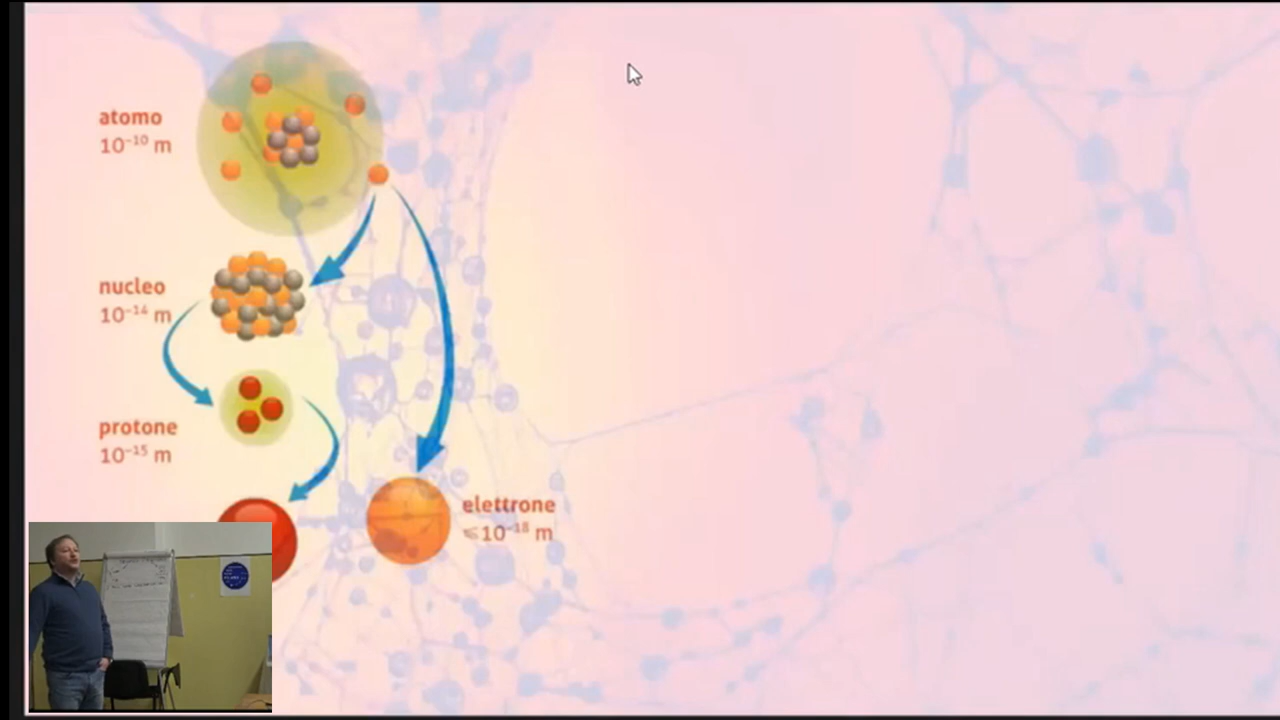 atomo
10⁻¹⁰ m
nucleo
10⁻¹⁴ m
protone
10⁻¹⁵ m
elettrone
⩽10⁻¹⁸ m